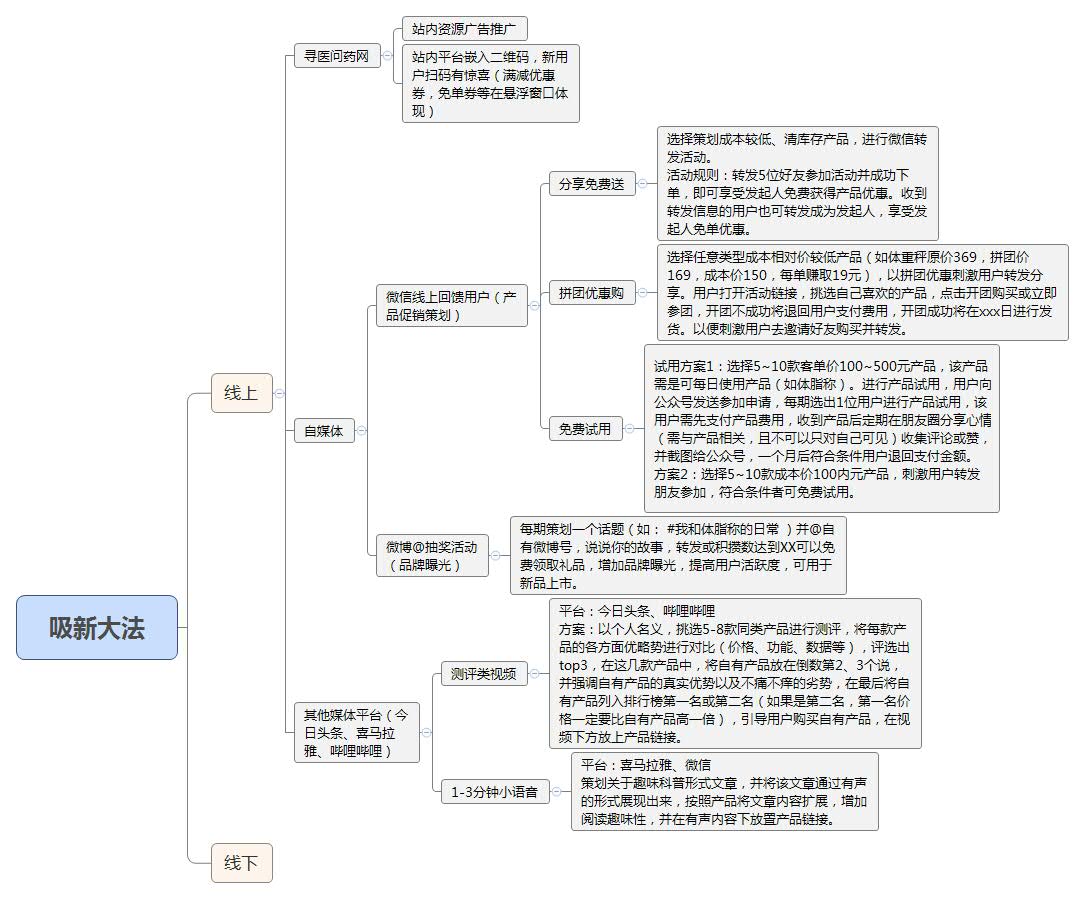 吸新大法
线上
寻医问药网
站内资源广告推广
站内平台嵌入二维码，新用
户扫码有惊喜（满减优惠
券，免单券等在悬浮窗口体
现）
自媒体
微信线上回馈用户（产
品促销策划）
分享免费送
选择策划成本较低、清库存产品，进行微信转
发活动。
活动规则：转发5位好友参加活动并成功下
单，即可享受发起人免费获得产品优惠。收到
转发信息的用户也可转发成为发起人，享受发
起人免单优惠。
拼团优惠购
选择任意类型成本相对价较低产品（如体重秤原价369，拼团价
169，成本价150，每单赚取19元），以拼团优惠刺激用户转发分
享。用户打开活动链接，挑选自己喜欢的产品，点击开团购买或立即
参团，开团不成功将退回用户支付费用，开团成功将在xxx日进行发
货。以便刺激用户去邀请好友购买并转发。
免费试用
试用方案1：选择5~10款客单价100~500元产品，该产品
需是可每日使用产品（如体脂称）。进行产品试用，用户向
公众号发送参加申请，每期选出1位用户进行产品试用，该
用户需先支付产品费用，收到产品后定期在朋友圈分享心情
（需与产品相关，且不可以只对自己可见）收集评论或赞，
并截图给公众号，一个月后符合条件用户退回支付金额。
方案2：选择5~10款成本价100内元产品，刺激用户转发
朋友参加，符合条件者可免费试用。
微博@抽奖活动
（品牌曝光）
每期策划一个话题（如： #我和体脂称的日常 ）并@自
有微博号，说说你的故事，转发或积攒数达到XX可以免
费领取礼品，增加品牌曝光，提高用户活跃度，可用于
新品上市。
其他媒体平台（今
日头条、喜马拉
雅、哔哩哔哩）
测评类视频
平台：今日头条、哔哩哔哩
方案：以个人名义，挑选5-8款同类产品进行测评，将每款产
品的各方面优略势进行对比（价格、功能、数据等），评选出
top3，在这几款产品中，将自有产品放在倒数第2、3个说，
并强调自有产品的真实优势以及不痛不痒的劣势，在最后将自
有产品列入排行榜第一名或第二名（如果是第二名，第一名价
格一定要比自有产品高一倍），引导用户购买自有产品，在视
频下方放上产品链接。
1-3分钟小语音
平台：喜马拉雅、微信
策划关于趣味科普形式文章，并将该文章通过有声
的形式展现出来，按照产品将文章内容扩展，增加
阅读趣味性，并在有声内容下放置产品链接。
线下